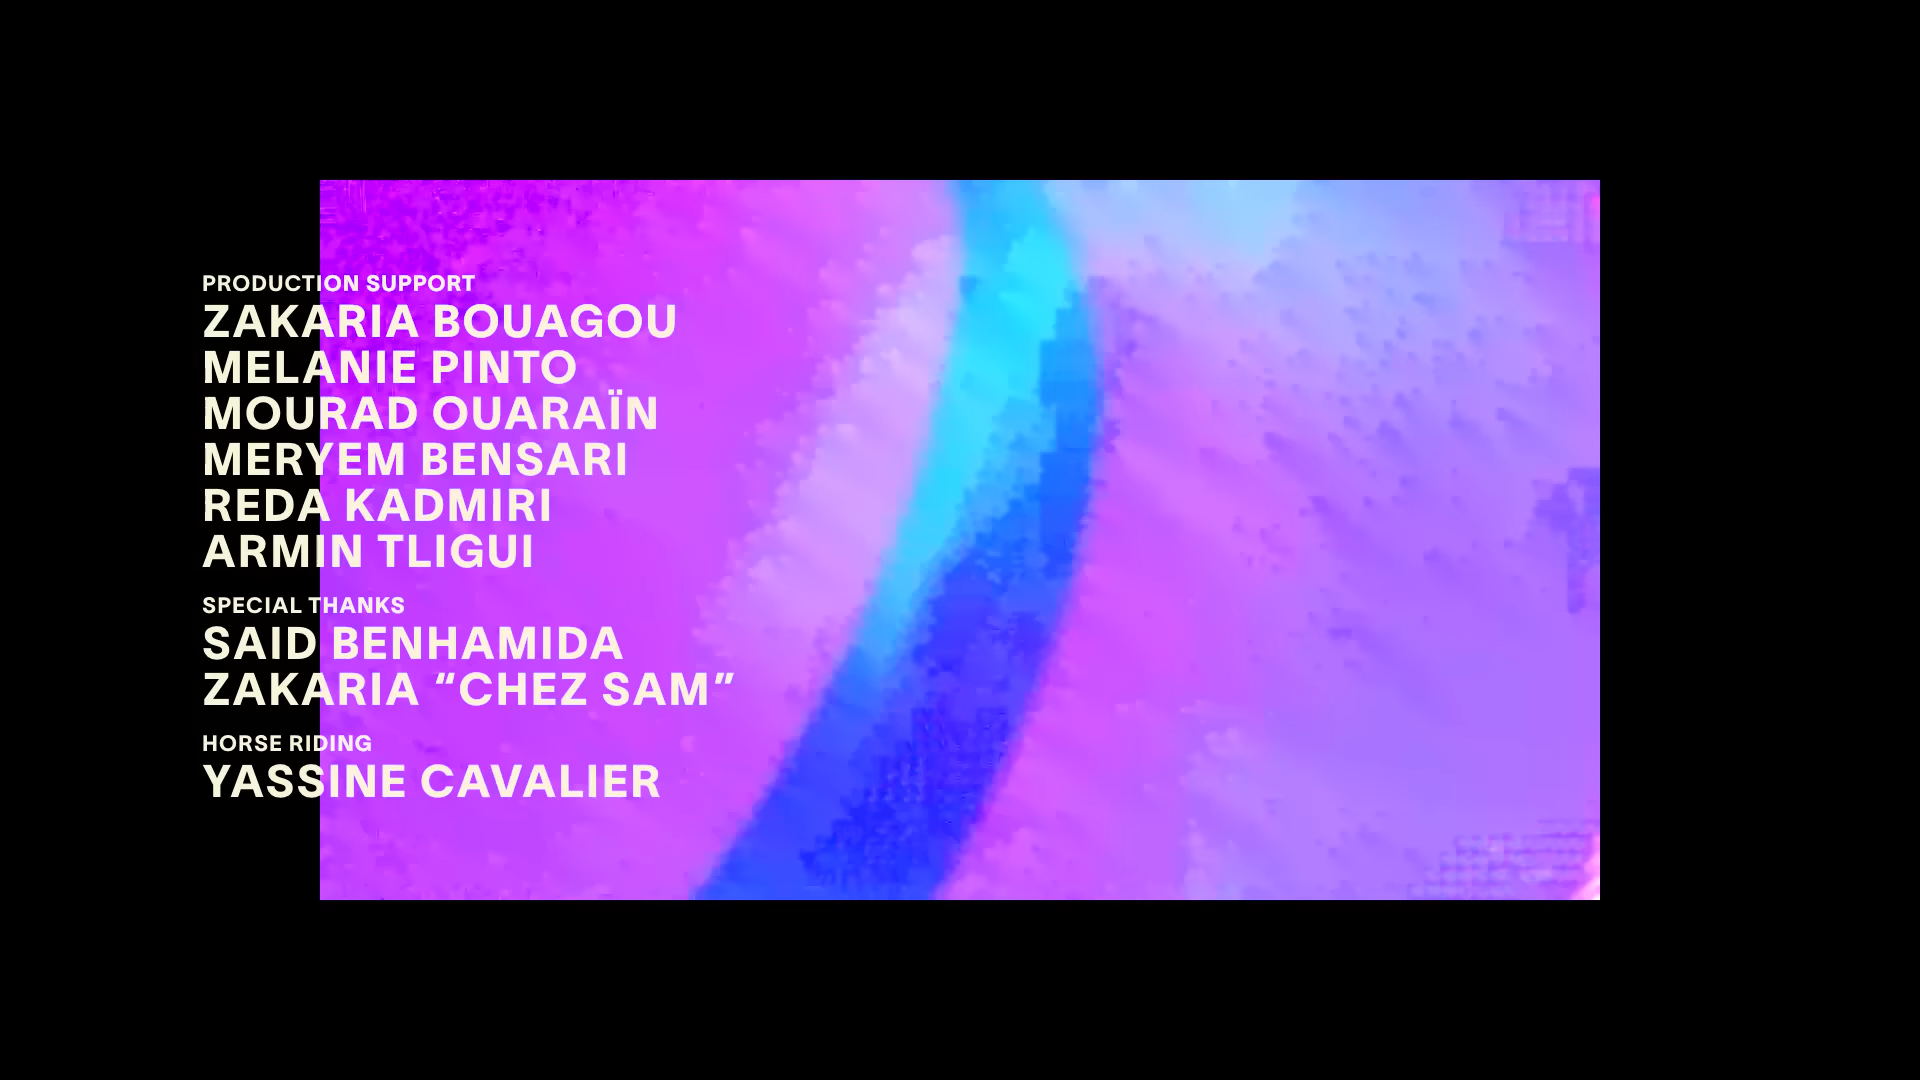 PRODUCTION SUPPORT
ZAKARIA BOUAGOU
MELANIE PINTO
MOURAD OUARAÏN
MERYEM BENSARI
REDA KADMIRI
ARMIN TLIGUI
SPECIAL THANKS
SAID BENHAMIDA
ZAKARIA “CHEZ SAM”
HORSE RIDING
YASSINE CAVALIER